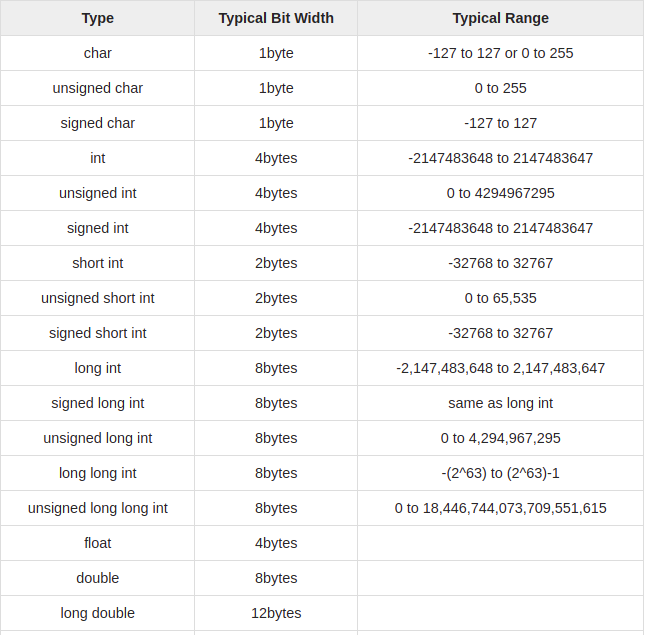 Type Typical Bit Width Typical Range
char 1byte -127 to 127 or 0 to 255
unsigned char 1byte 0 to 255
signed char 1byte -127 to 127
int 4bytes -2147483648 to 2147483647
unsigned int 4bytes 0 to 4294967295
signed int 4bytes -2147483648 to 2147483647
short int 2bytes -32768 to 32767
unsigned short int 2bytes 0 to 65,535
signed short int 2bytes -32768 to 32767
long int 8bytes -2,147,483,648 to 2,147,483,647
signed long int 8bytes same as long int
unsigned long int 8bytes 0 to 4,294,967,295
long long int 8bytes -(2^63) to (2^63)-1
unsigned long long int 8bytes 0 to 18,446,744,073,709,551,615
float 4bytes
double 8bytes
long double 12bytes